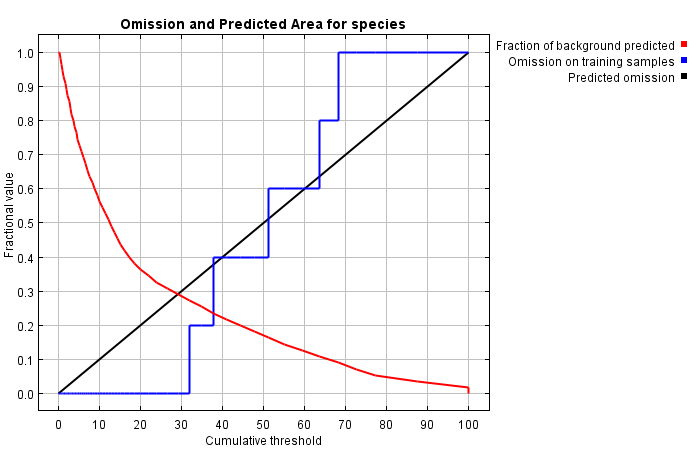 Omission and Predicted Area for species
Fraction of background predicted
Omission on training samples
Predicted omission
Fractional value
1.0
0.9
0.8
0.7
0.6
0.5
0.4
0.3
0.2
0.1
0.0
0 10 20 30 40 50 60 70 80 90 100
Cumulative threshold